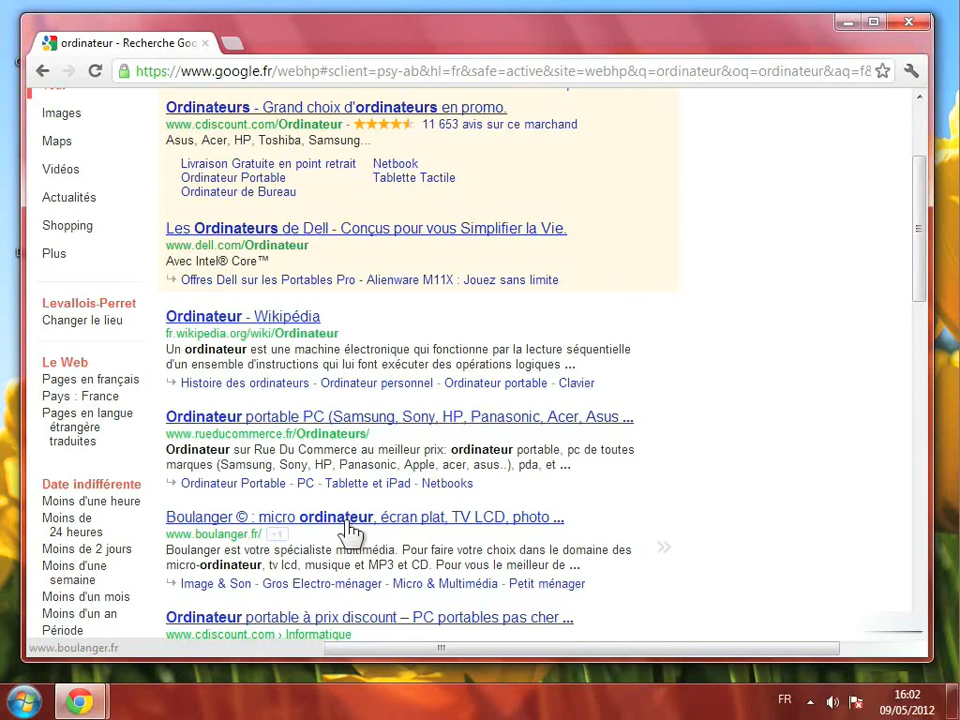 ordinateur - Recherche Goo
https://www.google.fr/webhp#sclient=psy-ab&hl=fr&safe=active&site=webhp&q=ordinateur&oq=ordinateur&aq=f&
Images
Maps
Vidéos
Actualités
Shopping
Plus
Levallois-Perret
Changer le lieu
Le Web
Pages en français
Pays : France
Pages en langue
étrangère
traduites
Date indifférente
Moins d'une heure
Moins de
24 heures
Moins de 2 jours
Moins d'une
semaine
Moins d'un mois
Moins d'un an
Période
Ordinateurs - Grand choix d'ordinateurs en promo.
www.cdiscount.com/Ordinateur - 11 653 avis sur ce marchand
Asus, Acer, HP, Toshiba, Samsung...
Livraison Gratuite en point retrait Netbook
Ordinateur Portable Tablette Tactile
Ordinateur de Bureau
Les Ordinateurs de Dell - Conçus pour vous Simplifier la Vie.
www.dell.com/Ordinateur
Avec Intel® Core™
Offres Dell sur les Portables Pro - Alienware M11X : Jouez sans limite
Ordinateur - Wikipédia
fr.wikipedia.org/wiki/Ordinateur
Un ordinateur est une machine électronique qui fonctionne par la lecture séquentielle
d'un ensemble d'instructions qui lui font exécuter des opérations logiques ...
Histoire des ordinateurs - Ordinateur personnel - Ordinateur portable - Clavier
Ordinateur portable PC (Samsung, Sony, HP, Panasonic, Acer, Asus ...
www.rueducommerce.fr/Ordinateurs/
Ordinateur sur Rue Du Commerce au meilleur prix: ordinateur portable, pc de toutes
marques (Samsung, Sony, HP, Panasonic, Apple, acer, asus..), pda, et ...
Ordinateur Portable - PC - Tablette et iPad - Netbooks
Boulanger © : micro ordinateur, écran plat, TV LCD, photo ...
www.boulanger.fr/ +1
Boulanger est votre spécialiste multimédia. Pour faire votre choix dans le domaine des
micro-ordinateur, tv lcd, musique et MP3 et CD. Pour vous le meilleur de ...
Image & Son - Gros Electro-ménager - Micro & Multimédia - Petit ménager
Ordinateur portable à prix discount – PC portables pas cher ...
www.cdiscount.com › Informatique
www.boulanger.fr
FR
16:02
09/05/2012